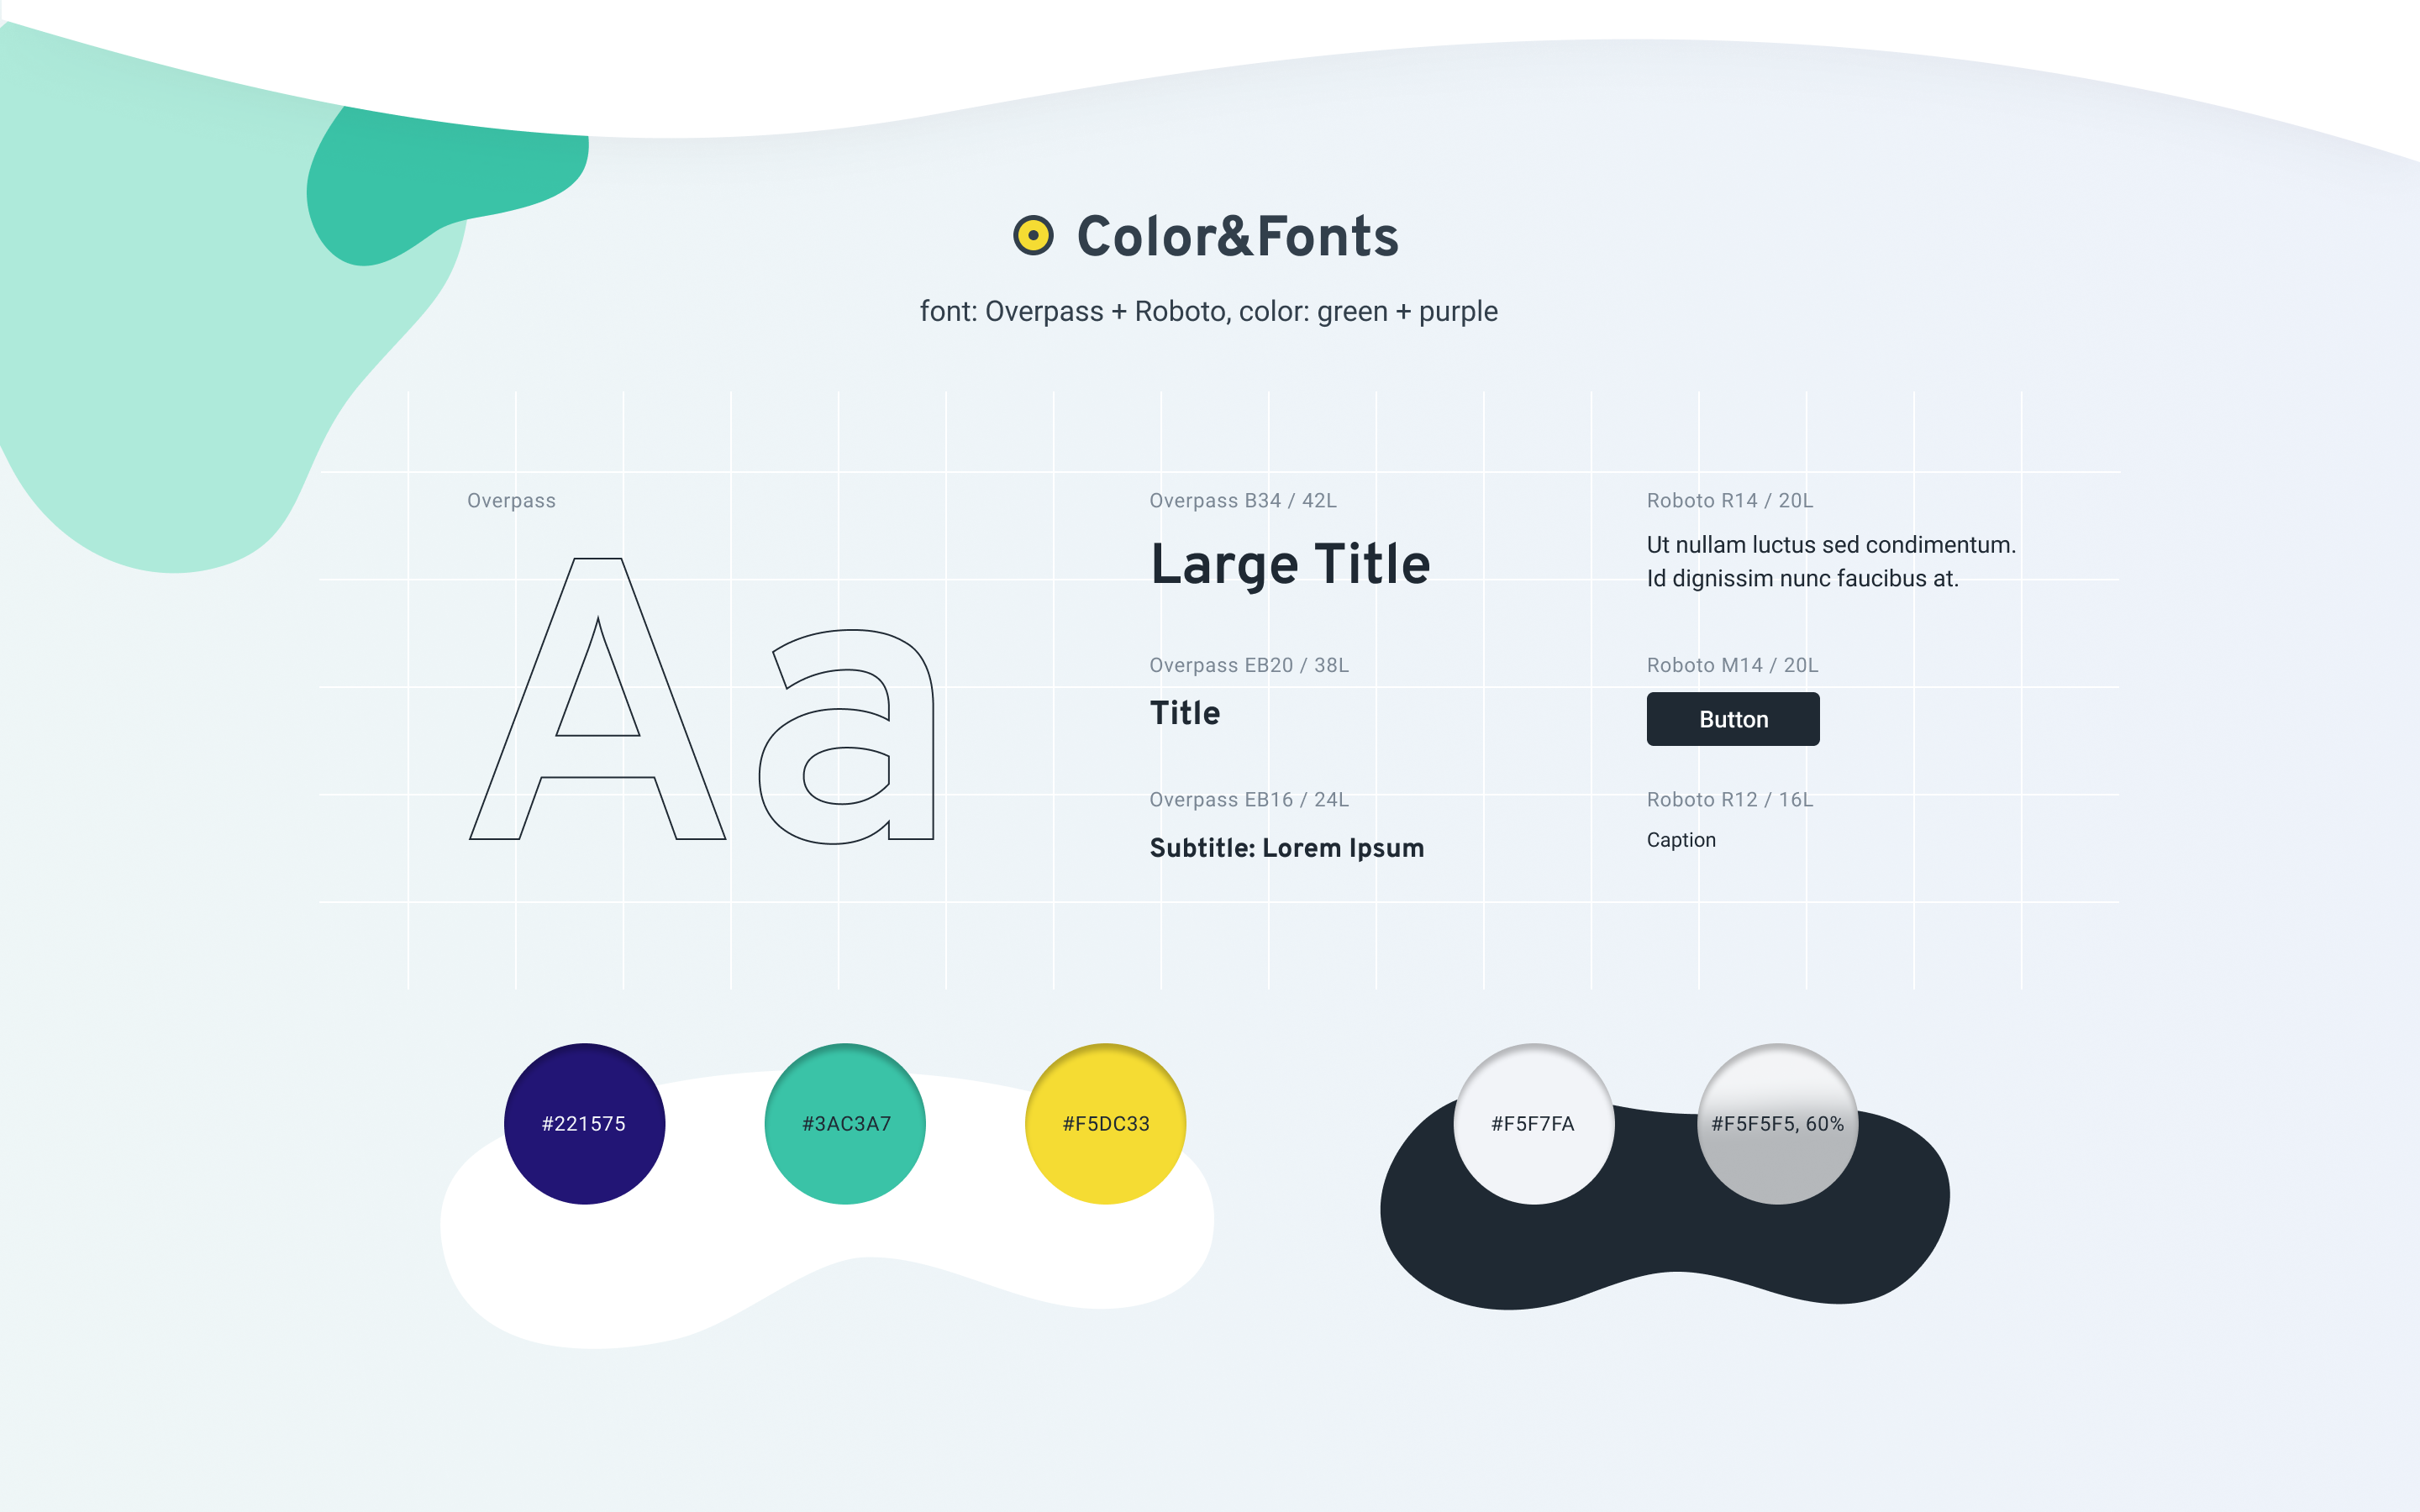 Color&Fonts
font: Overpass + Roboto, color: green + purple
Overpass
Aa
Overpass B34 / 42L
Large Title
Overpass EB20 / 38L
Title
Overpass EB16 / 24L
Subtitle: Lorem Ipsum
Roboto R14 / 20L
Ut nullam luctus sed condimentum.
Id dignissim nunc faucibus at.
Roboto M14 / 20L
Button
Roboto R12 / 16L
Caption
#221575
#3AC3A7
#F5DC33
#F5F7FA
#F5F5F5, 60%